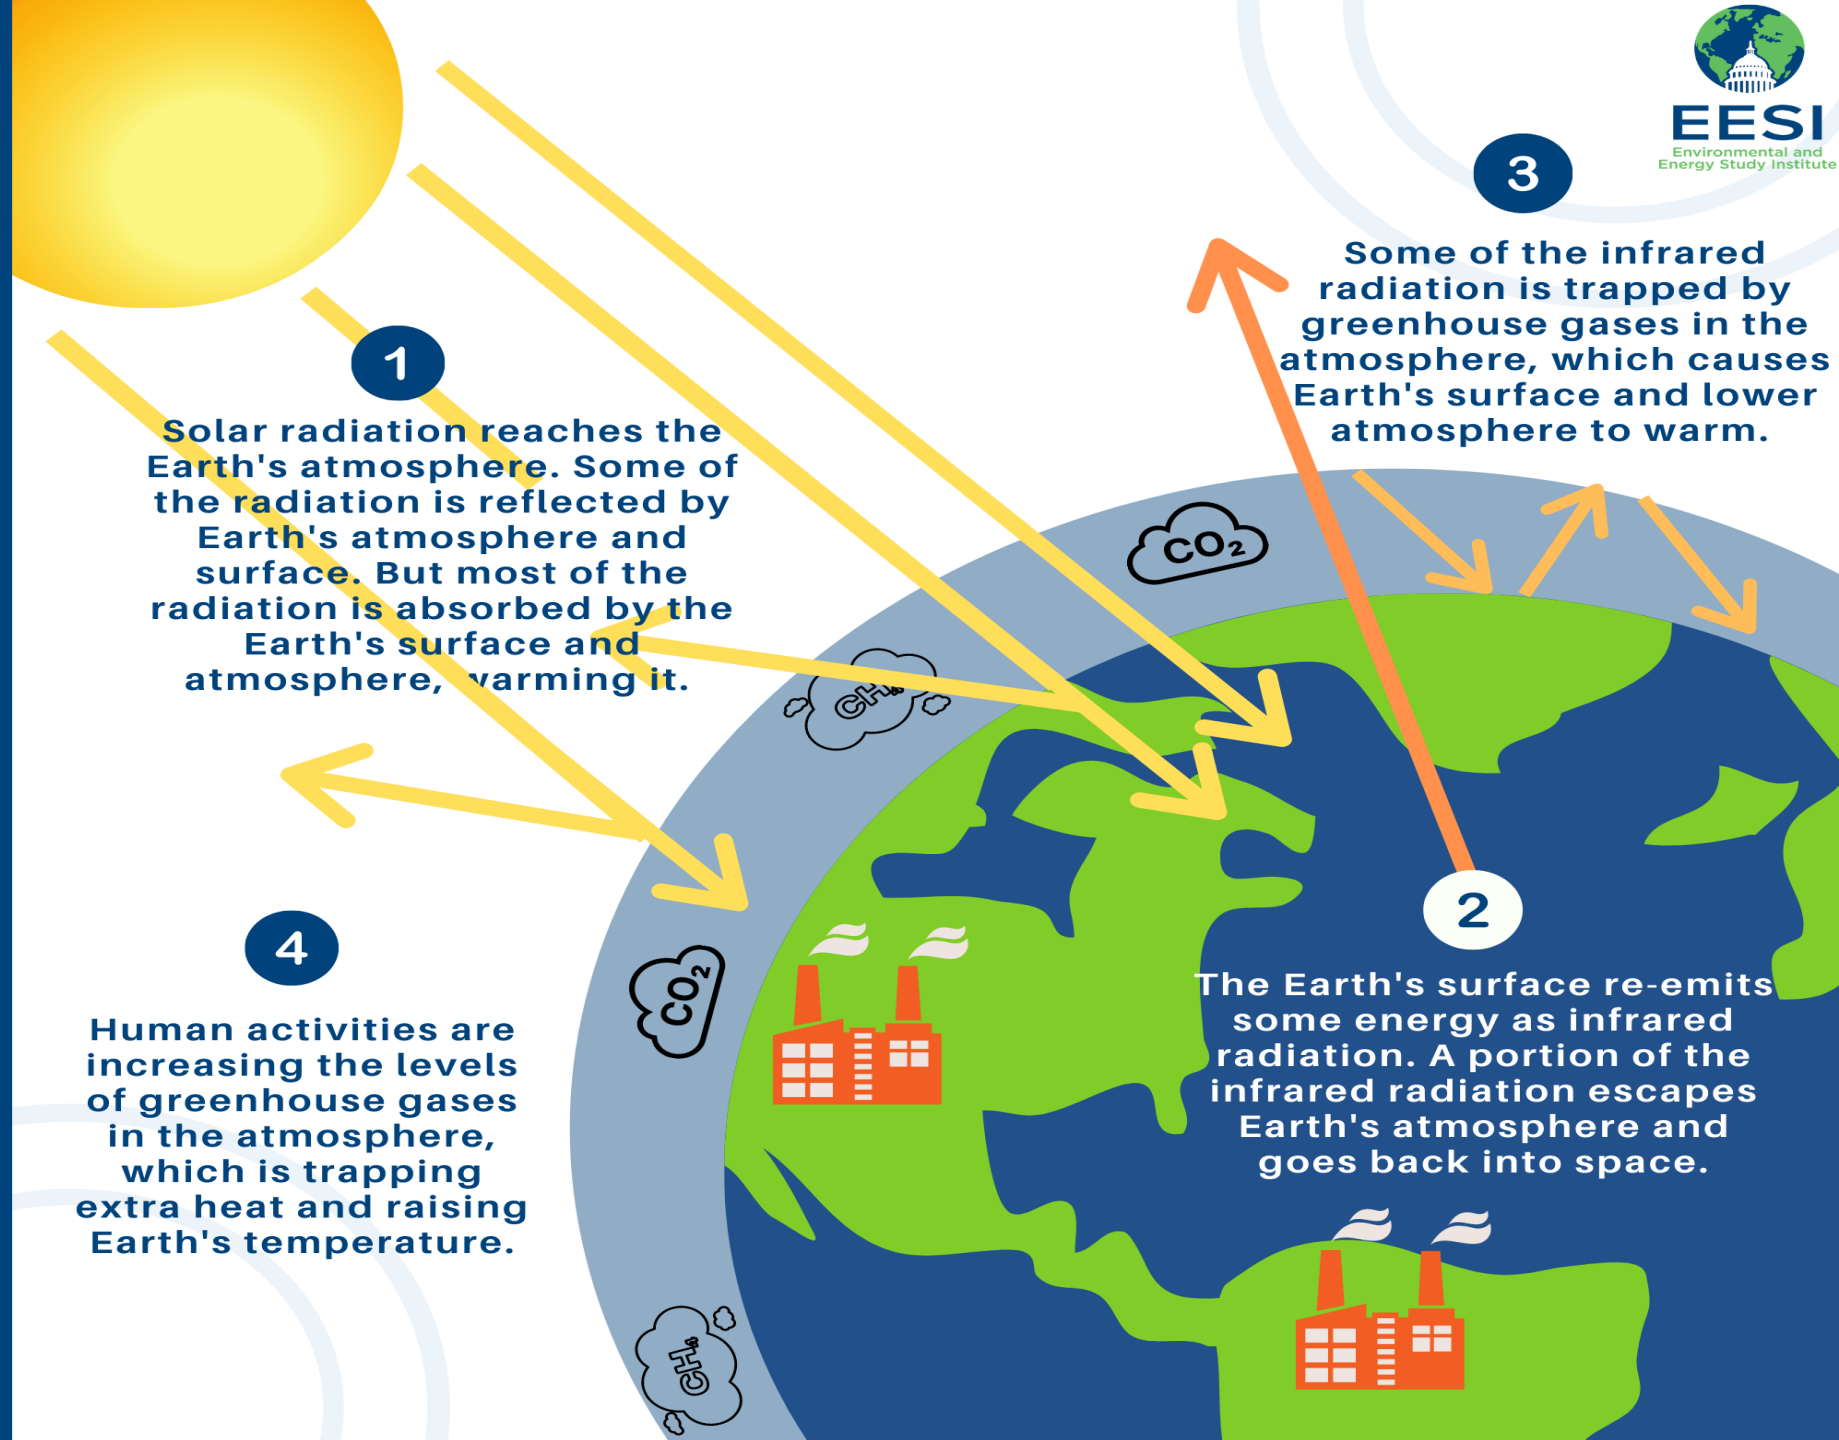 EESI
Environmental and
Energy Study Institute
1
Solar radiation reaches the
Earth's atmosphere. Some of
the radiation is reflected by
Earth's atmosphere and
surface. But most of the
radiation is absorbed by the
Earth's surface and
atmosphere, warming it.
2
The Earth's surface re-emits
some energy as infrared
radiation. A portion of the
infrared radiation escapes
Earth's atmosphere and
goes back into space.
3
Some of the infrared
radiation is trapped by
greenhouse gases in the
atmosphere, which causes
Earth's surface and lower
atmosphere to warm.
4
Human activities are
increasing the levels
of greenhouse gases
in the atmosphere,
which is trapping
extra heat and raising
Earth's temperature.
CO₂
CH₄
CO₂
CH₄